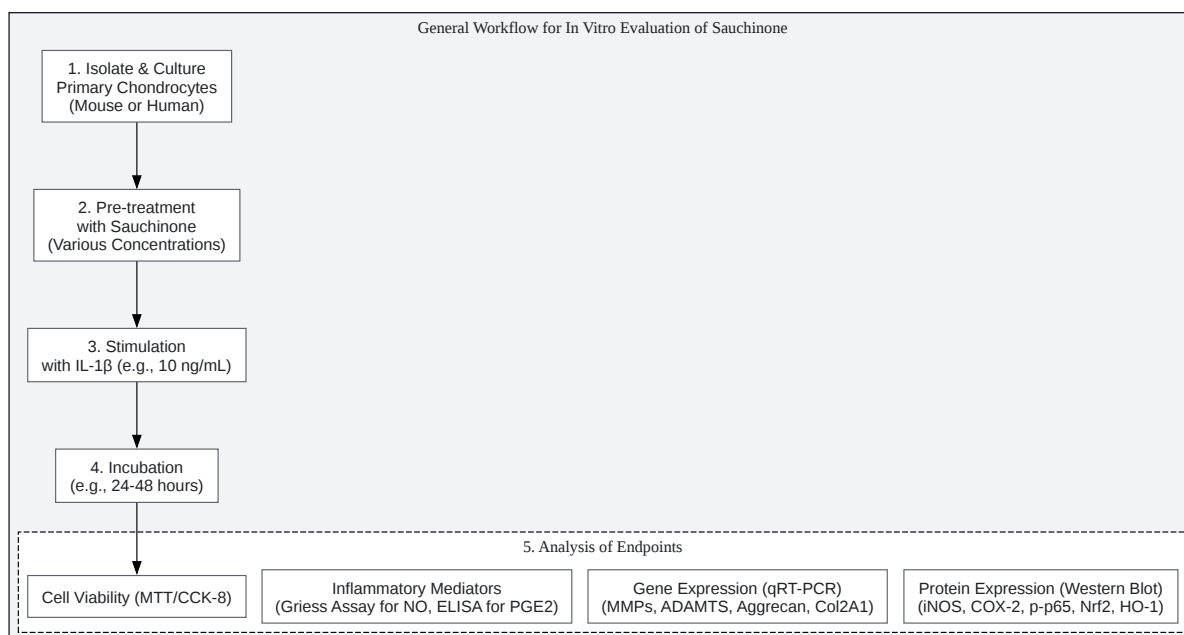 General Workflow for In Vitro Evaluation of Sauchinone
1. Isolate & Culture
Primary Chondrocytes
(Mouse or Human)
2. Pre-treatment
with Sauchinone
(Various Concentrations)
3. Stimulation
with IL-1β (e.g., 10 ng/mL)
4. Incubation
(e.g., 24-48 hours)
5. Analysis of Endpoints
Cell Viability (MTT/CCK-8)
Inflammatory Mediators
(Griess Assay for NO, ELISA for PGE2)
Gene Expression (qRT-PCR)
(MMPs, ADAMTS, Aggrecan, Col2A1)
Protein Expression (Western Blot)
(iNOS, COX-2, p-p65, Nrf2, HO-1)